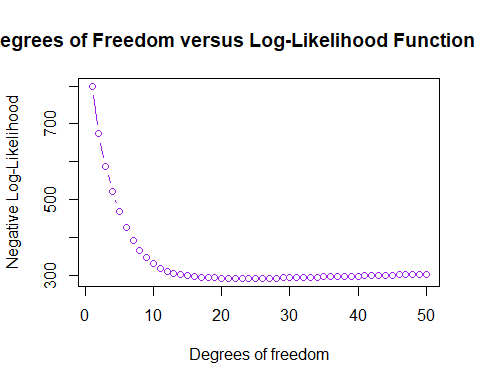 egrees of Freedom versus Log-Likelihood Function
Negative Log-Likelihood
700
500
300
0 10 20 30 40 50
Degrees of freedom